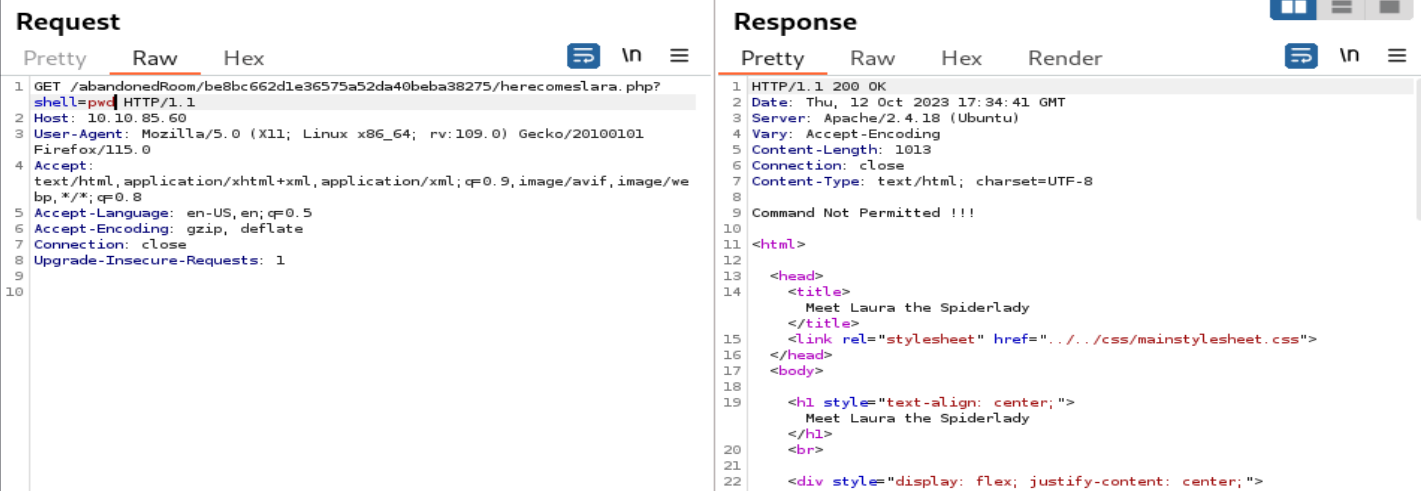 Request
Pretty Raw Hex \n
1 GET /abandonedRoom/be8bc662d1e36575a52da40beba38275/herecomeslara.php?
shell=pwd HTTP/1.1
2 Host: 10.10.85.60
3 User-Agent: Mozilla/5.0 (X11; Linux x86_64; rv:109.0) Gecko/20100101
Firefox/115.0
4 Accept:
text/html,application/xhtml+xml,application/xml;q=0.9,image/avif,image/we
bp,*/*;q=0.8
5 Accept-Language: en-US,en;q=0.5
6 Accept-Encoding: gzip, deflate
7 Connection: close
8 Upgrade-Insecure-Requests: 1
9
10
Response
Pretty Raw Hex Render \n
1 HTTP/1.1 200 OK
2 Date: Thu, 12 Oct 2023 17:34:41 GMT
3 Server: Apache/2.4.18 (Ubuntu)
4 Vary: Accept-Encoding
5 Content-Length: 1013
6 Connection: close
7 Content-Type: text/html; charset=UTF-8
8
9 Command Not Permitted !!!
10
11 <html>
12
13 <head>
14 <title>
Meet Laura the Spiderlady
</title>
15 <link rel="stylesheet" href="../../css/mainstylesheet.css">
16 </head>
17 <body>
18
19 <h1 style="text-align: center;">
Meet Laura the Spiderlady
</h1>
20 <br>
21
22 <div style="display: flex; justify-content: center;">